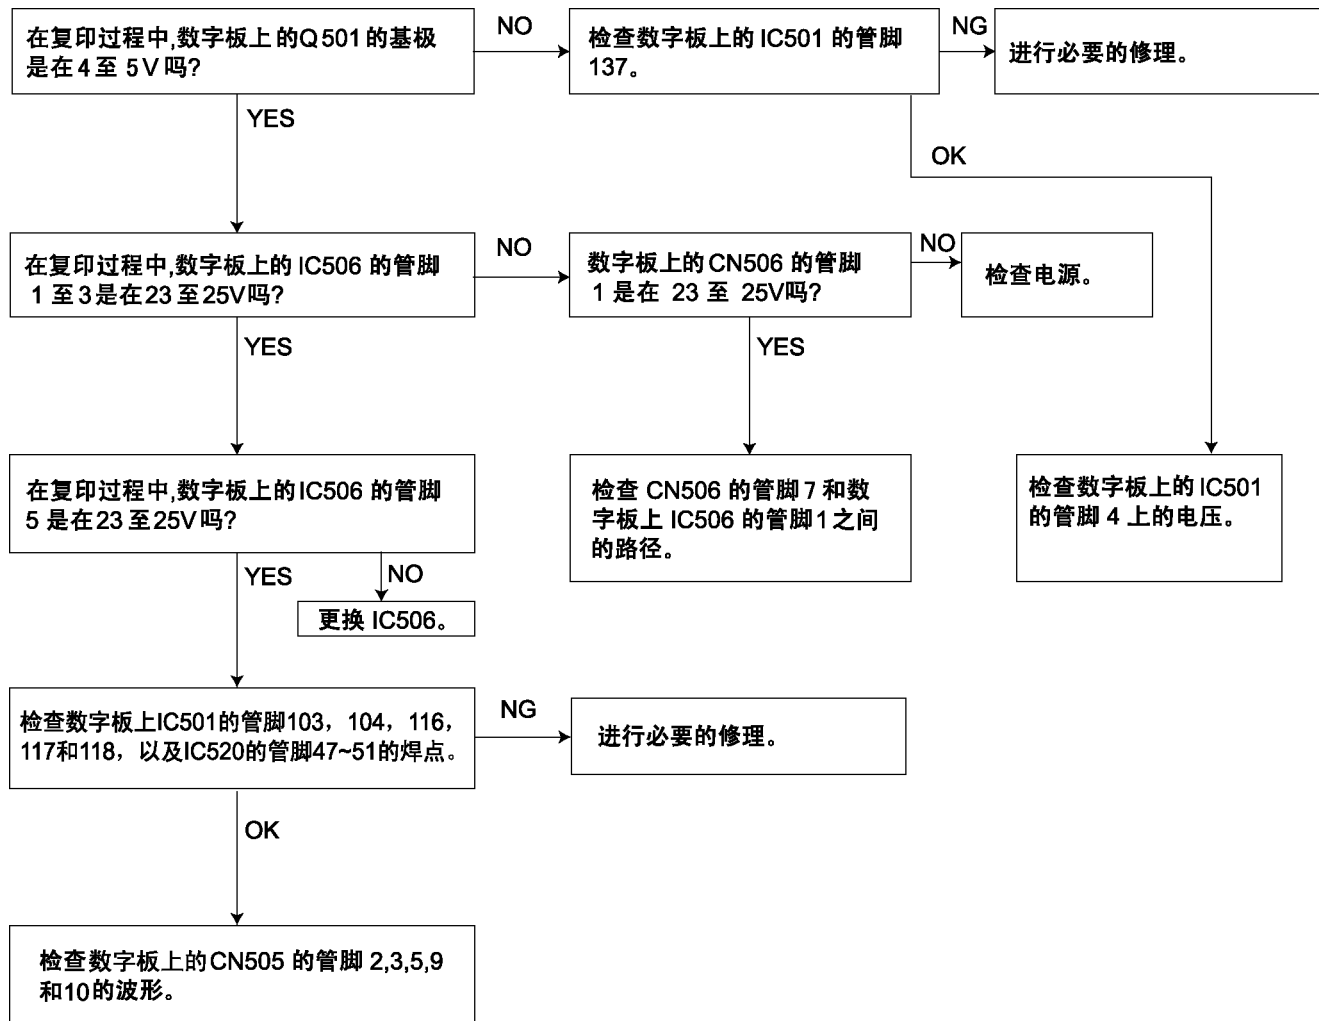 在复印过程中,数字板上的Q501的基极
是在4至 5V吗?
NO
检查数字板上的IC501的管脚
137。
NG
进行必要的修理。
YES
OK
在复印过程中,数字板上的 IC506 的管脚
1 至3是在23至25V吗?
NO
数字板上的CN506 的管脚
1 是在 23 至 25V吗?
NO
检查电源。
YES
YES
在复印过程中,数字板上的IC506 的管脚
5 是在23至25V吗?
检查 CN506 的管脚7 和数
字板上 IC506 的管脚1之间
的路径。
检查数字板上的IC501
的管脚 4 上的电压。
YES
NO
更换 IC506。
检查数字板上IC501的管脚103，104，116，
117和118，以及IC520的管脚47~51的焊点。
NG
进行必要的修理。
OK
检查数字板上的CN505 的管脚 2,3,5,9
和10的波形。